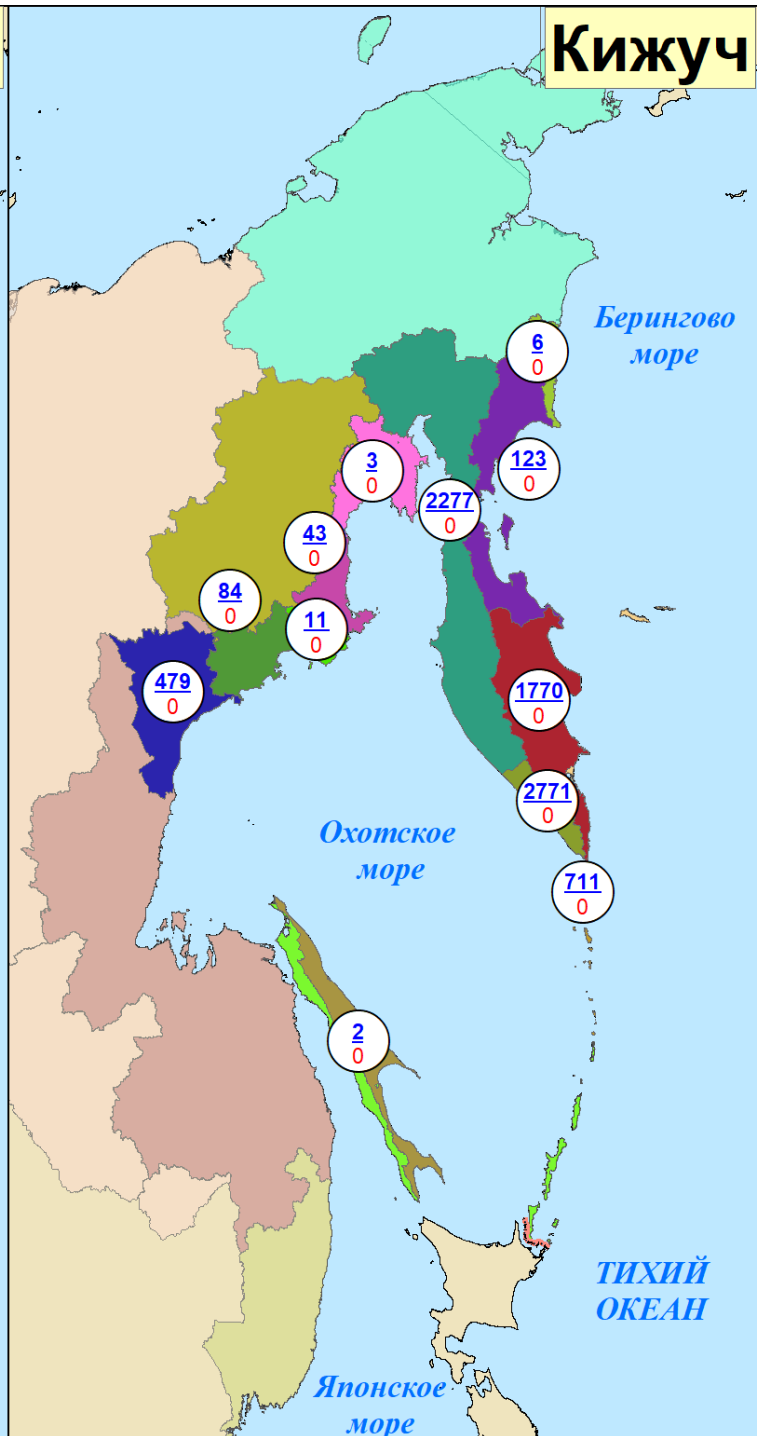 Кижуч
Берингово
море
6
0
3
0
123
0
2277
0
43
0
84
0
11
0
479
0
1770
0
2771
0
Охотское
море
711
0
2
0
ТИХИЙ
ОКЕАН
Японское
море